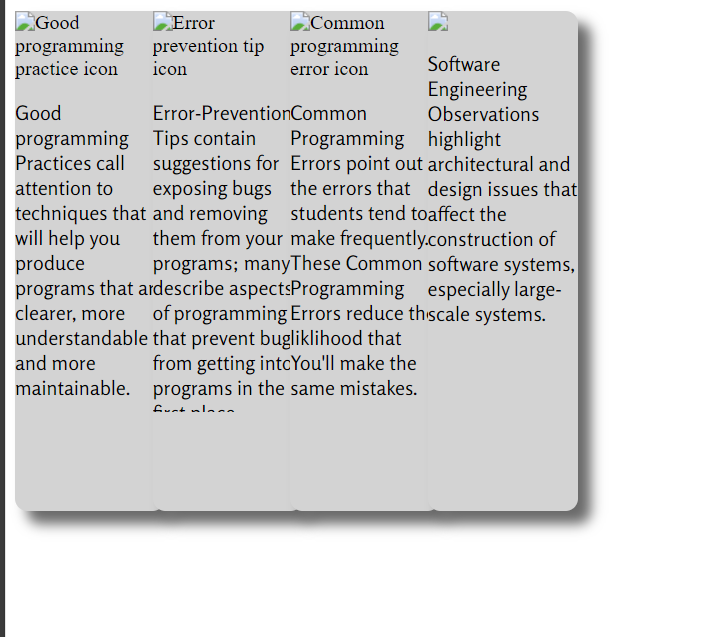 Good
programming
practice icon
Good
programming
Practices call
attention to
techniques that
will help you
produce
programs that ar
clearer, more
understandable
and more
maintainable.
Error
prevention tip
icon
Error-Prevention
Tips contain
suggestions for
exposing bugs
and removing
them from your
programs; many
describe aspects
of programming
that prevent bug
from getting into
programs in the
first place
Common
programming
error icon
Common
Programming
Errors point out
the errors that
students tend to
make frequently.
These Common
Programming
Errors reduce th
liklihood that
You'll make the
same mistakes.
Software
Engineering
Observations
highlight
architectural and
design issues that
affect the
construction of
software systems,
especially large-
scale systems.